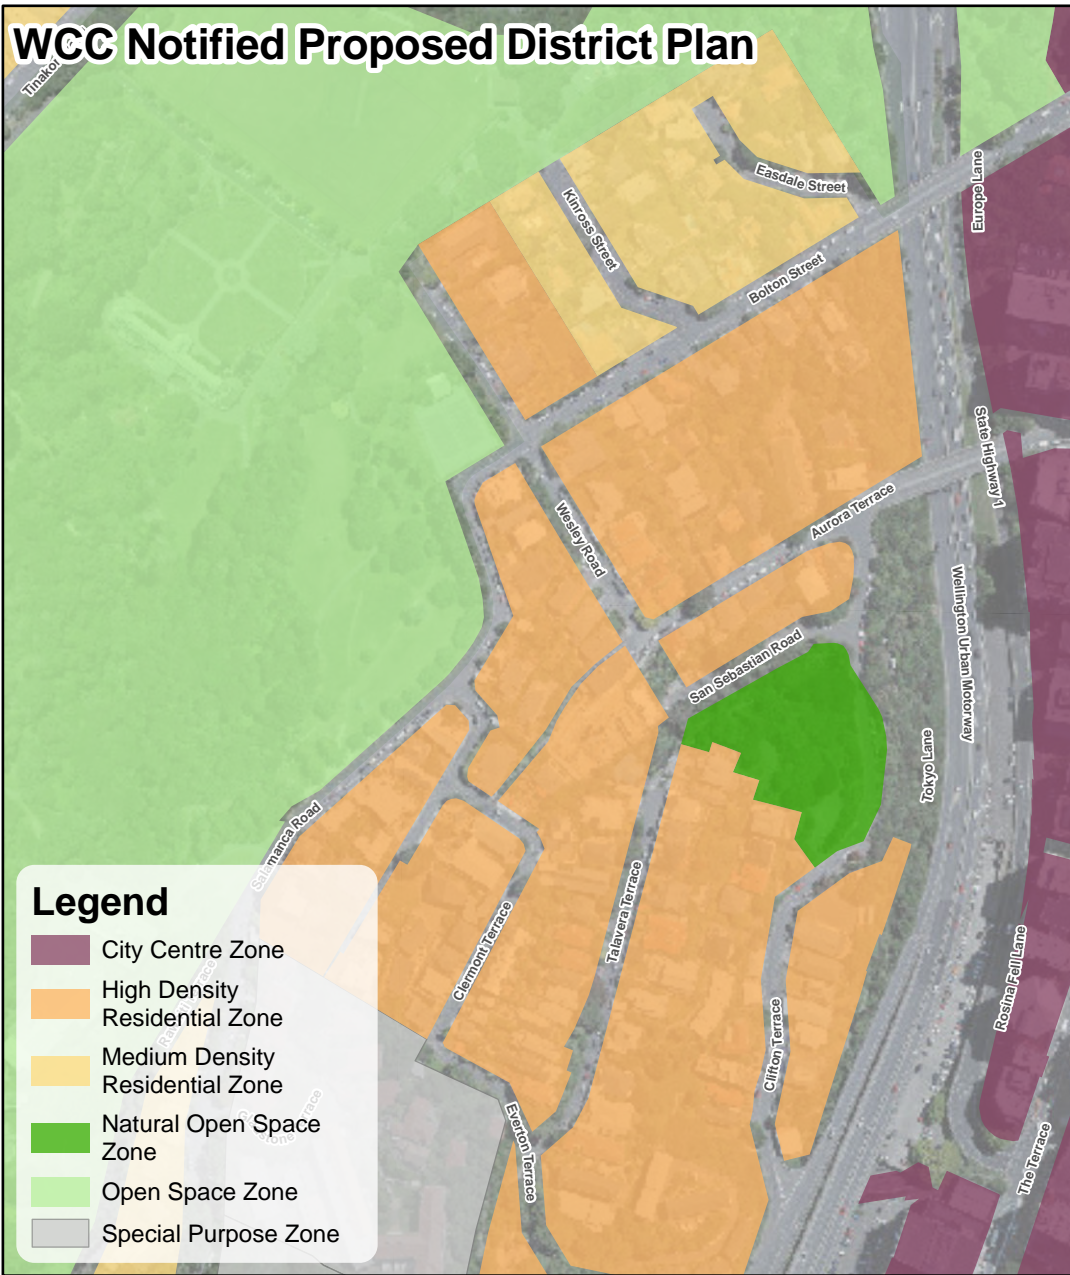 WCC Notified Proposed District Plan
Easdale Street
Kinross Street
Europe Lane
Bolton Street
State Highway 1
Aurora Terrace
Wesley Road
Wellington Urban Motorway
San Sebastian Road
Tokyo Lane
Salamanca Road
Talavera Terrace
Clermont Terrace
Rosina Fell Lane
Clifton Terrace
Everton Terrace
The Terrace
Legend
City Centre Zone
High Density
Residential Zone
Medium Density
Residential Zone
Natural Open Space
Zone
Open Space Zone
Special Purpose Zone